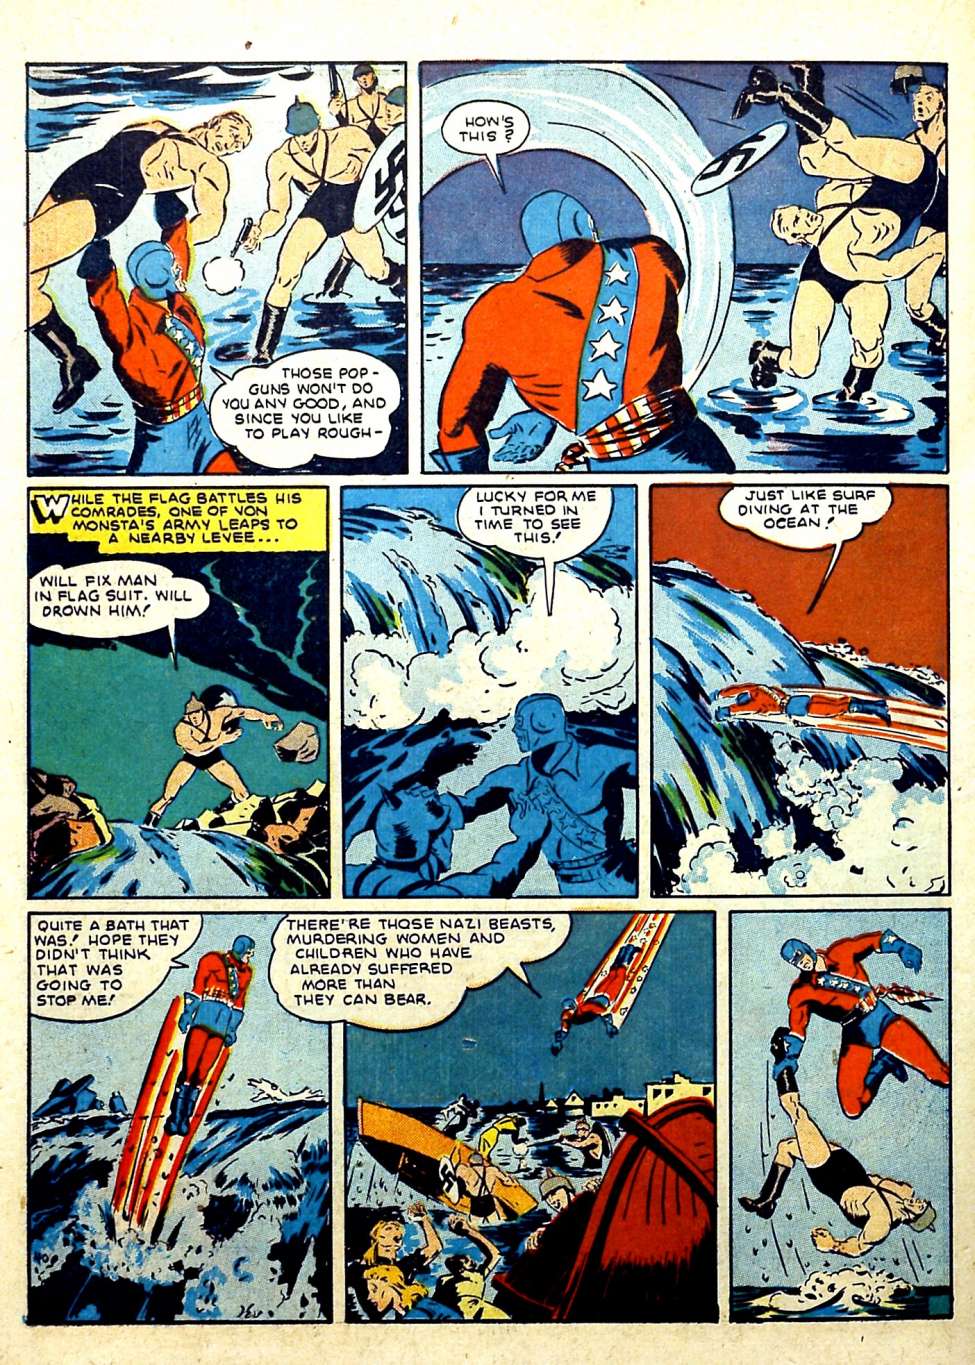 THOSE POP-
GUNS WON'T DO
YOU ANY GOOD, AND
SINCE YOU LIKE
TO PLAY ROUGH-
HOW'S
THIS?
WHILE THE FLAG BATTLES HIS
COMRADES, ONE OF VON
MONSTA'S ARMY LEAPS TO
A NEARBY LEVEE...
WILL FIX MAN
IN FLAG SUIT. WILL
DROWN HIM!
LUCKY FOR ME
I TURNED IN
TIME TO SEE
THIS!
JUST LIKE SURF
DIVING AT THE
OCEAN!
QUITE A BATH THAT
WAS! HOPE THEY
DIDN'T THINK
THAT WAS
GOING TO
STOP ME!
THERE'RE THOSE NAZI BEASTS,
MURDERING WOMEN AND
CHILDREN WHO HAVE
ALREADY SUFFERED
MORE THAN
THEY CAN BEAR.